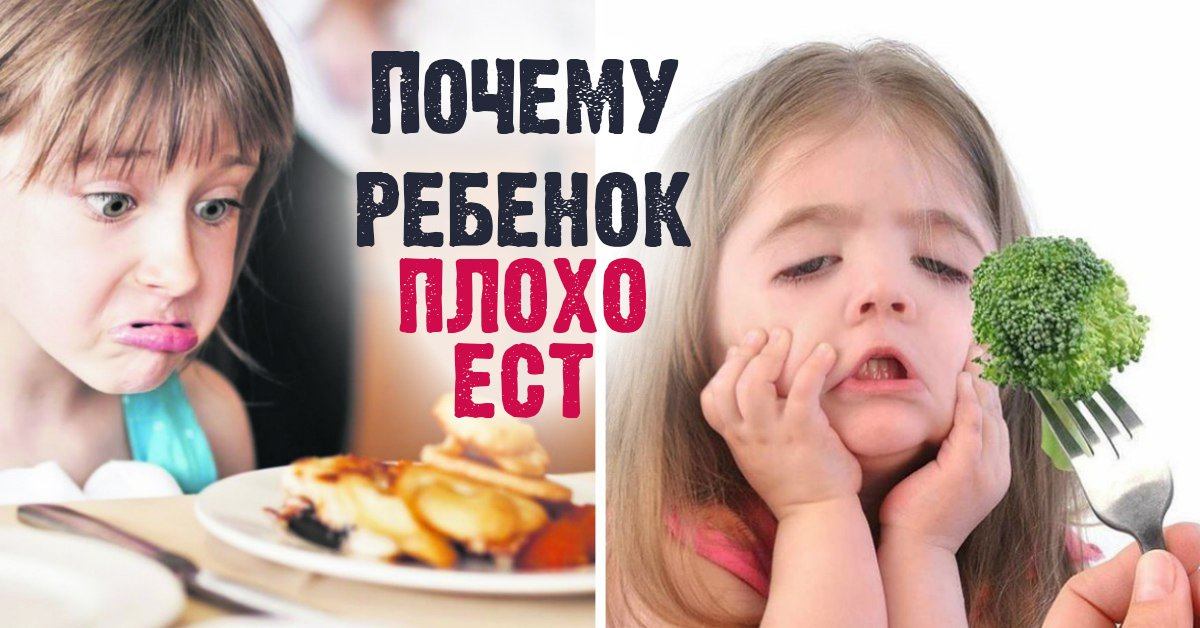 Почему
ребенок
плохо
ест